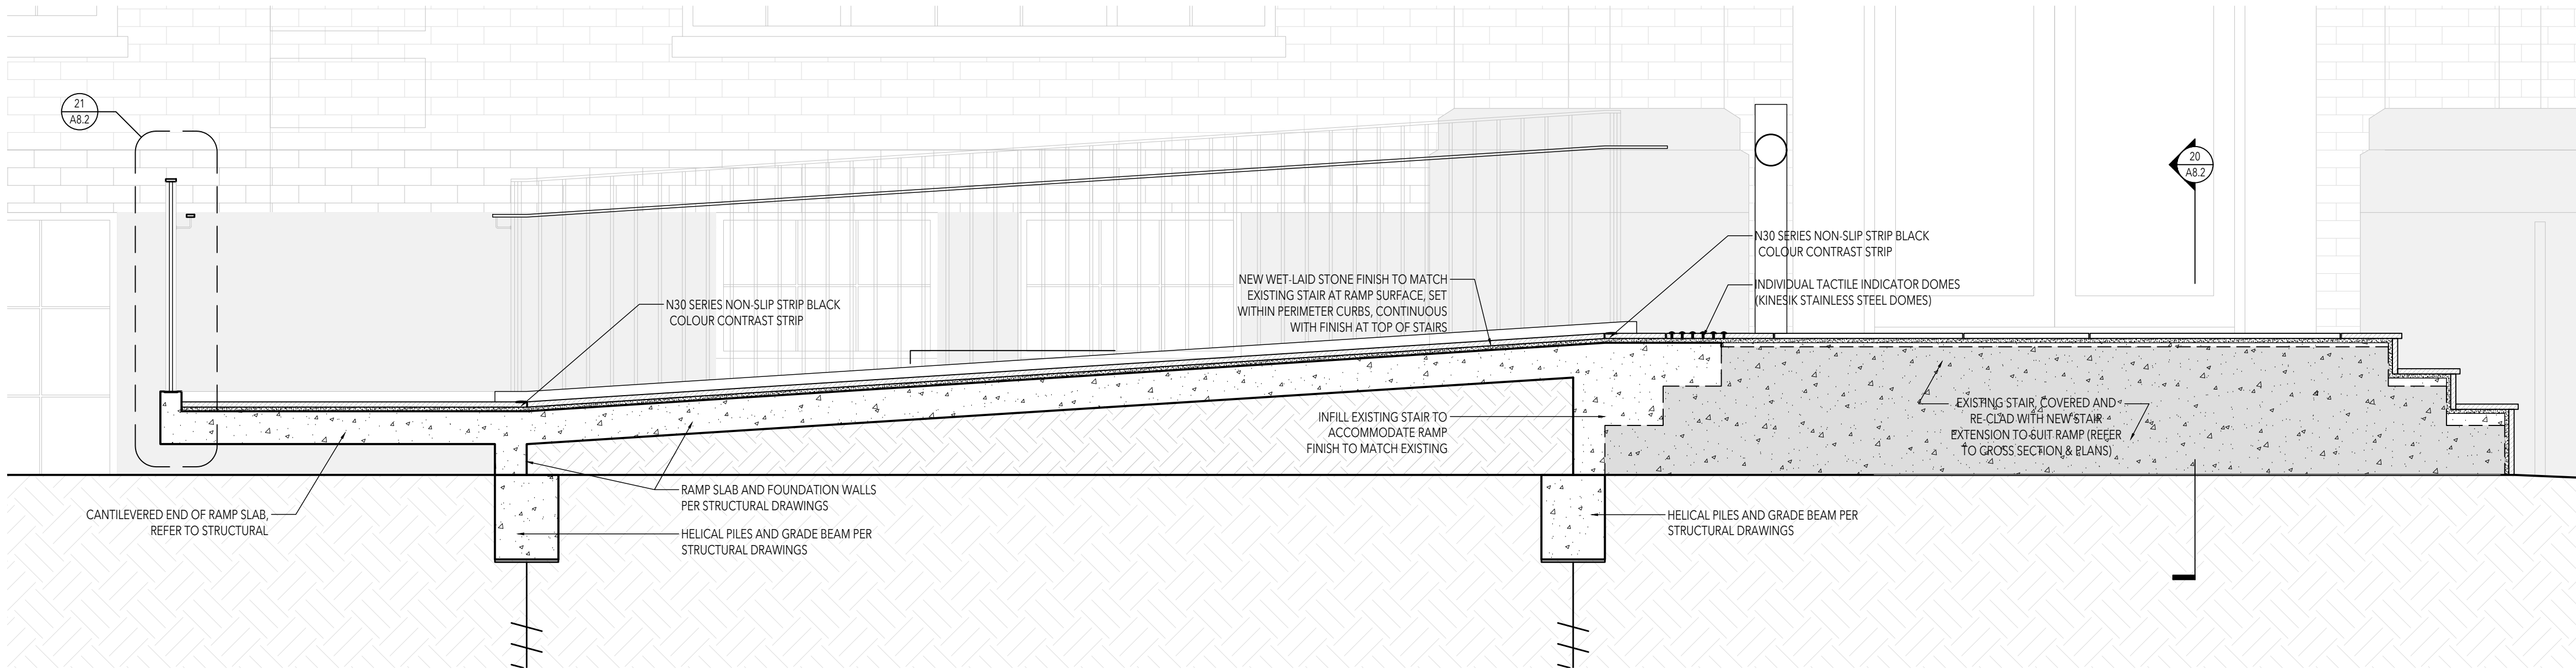 21
A8.2
20
A8.2
N30 SERIES NON-SLIP STRIP BLACK
COLOUR CONTRAST STRIP
NEW WET-LAID STONE FINISH TO MATCH
EXISTING STAIR AT RAMP SURFACE, SET
WITHIN PERIMETER CURBS, CONTINUOUS
WITH FINISH AT TOP OF STAIRS
INDIVIDUAL TACTILE INDICATOR DOMES
(KINESIK STAINLESS STEEL DOMES)
N30 SERIES NON-SLIP STRIP BLACK
COLOUR CONTRAST STRIP
INFILL EXISTING STAIR TO
ACCOMMODATE RAMP
FINISH TO MATCH EXISTING
EXISTING STAIR, COVERED AND
RE-CLAD WITH NEW STAIR
EXTENSION TO SUIT RAMP (REFER
TO CROSS SECTION & PLANS)
RAMP SLAB AND FOUNDATION WALLS
PER STRUCTURAL DRAWINGS
CANTILEVERED END OF RAMP SLAB,
REFER TO STRUCTURAL
HELICAL PILES AND GRADE BEAM PER
STRUCTURAL DRAWINGS
HELICAL PILES AND GRADE BEAM PER
STRUCTURAL DRAWINGS